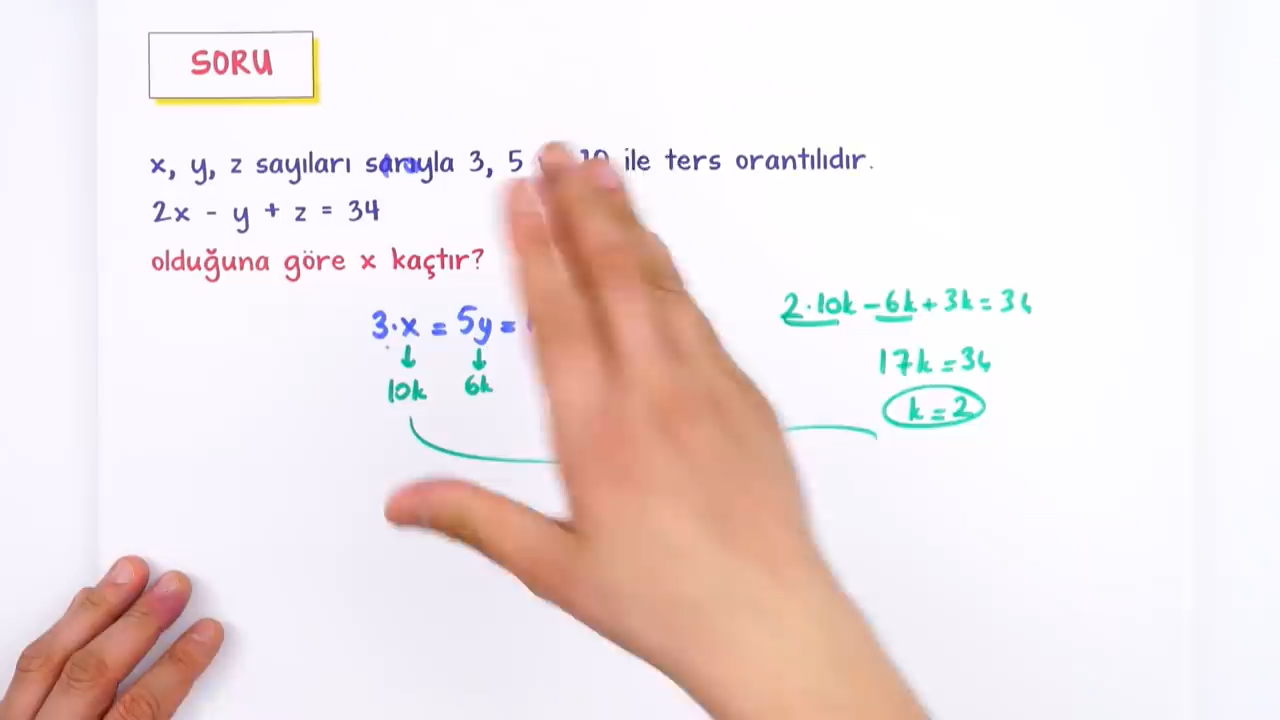 SORU
x, y, z sayıları sırayla 3, 5 10 ile ters orantılıdır.
2x - y + z = 34
olduğuna göre x kaçtır?
3·x = 5y =
10k 6k
2·10k - 6k + 3k = 34
17k = 34
k = 2